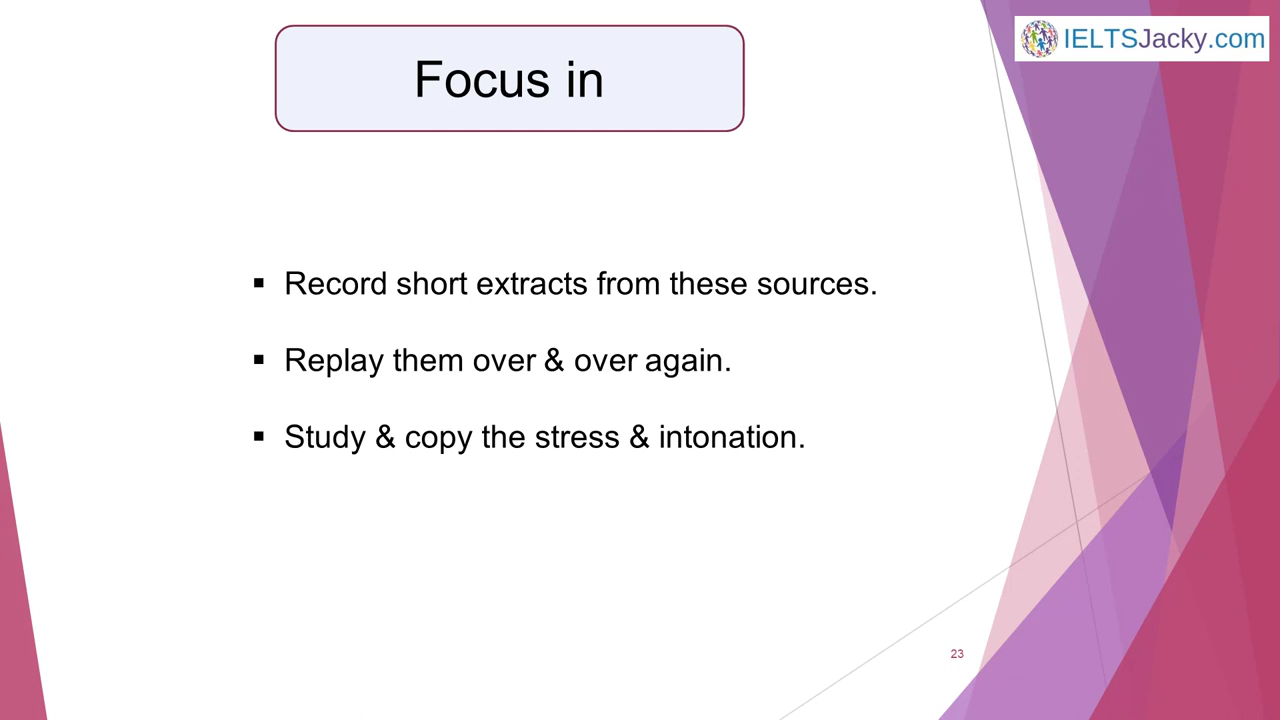 IELTSJacky.com
Focus in
▪ Record short extracts from these sources.
▪ Replay them over & over again.
▪ Study & copy the stress & intonation.
23